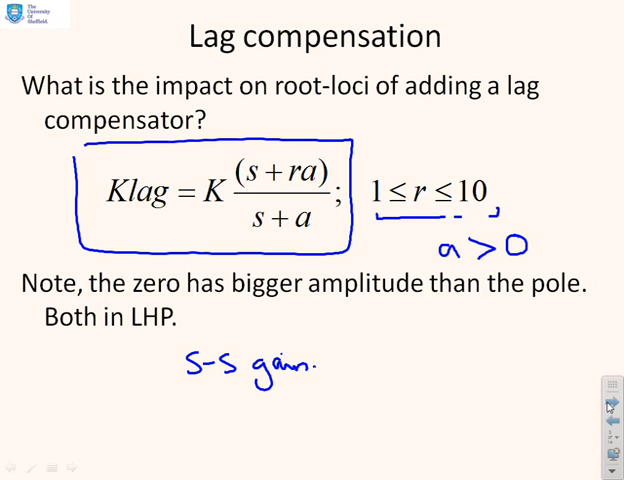 The
University
Of
Sheffield.
Lag compensation
What is the impact on root-loci of adding a lag
compensator?
Klag = K (s + ra) / s + a ; 1 ≤ r ≤ 10
a > 0
Note, the zero has bigger amplitude than the pole.
Both in LHP.
s-s gain.